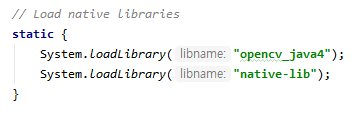 // Load native libraries
static {
System.loadLibrary( libname: "opencv_java4");
System.loadLibrary( libname: "native-lib");
}